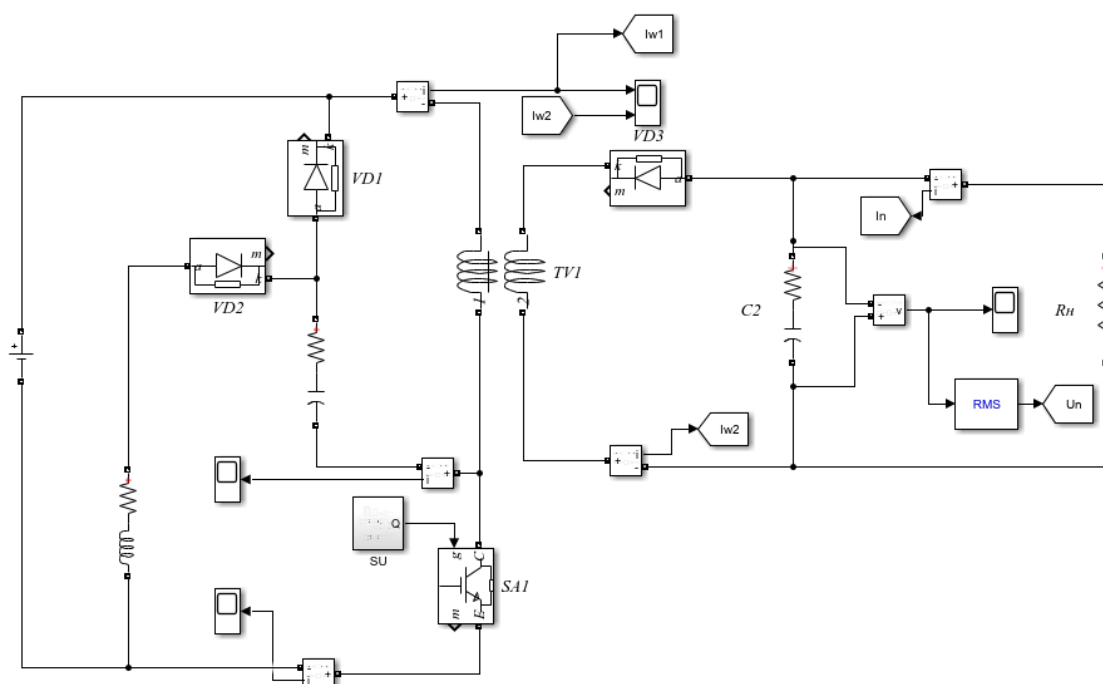 Iw1
Iw2
VD3
m
k
VD1
a
k
a
m
i
-
+
In
a
m
k
VD2
1
2
TV1
C2
-
+
v
Rн
RMS
Un
Iw2
+
i
-
-
i
+
Q
SU
g
C
m
E
SA1
-
i
+
+
+
-